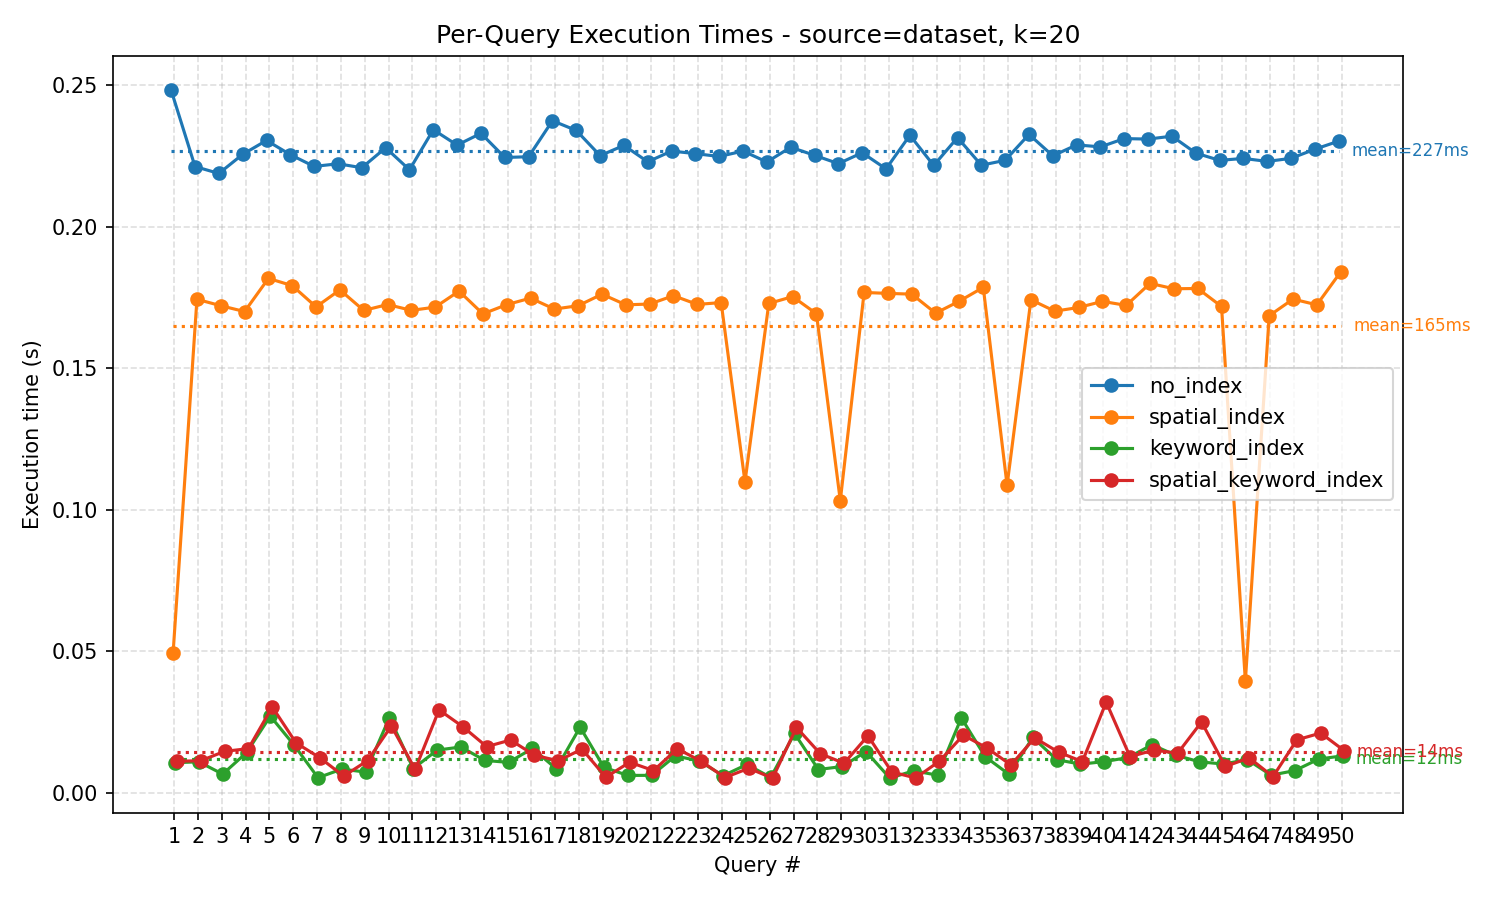 Per-Query Execution Times - source=dataset, k=20
Execution time (s)
0.25
0.20
0.15
0.10
0.05
0.00
mean=227ms
mean=165ms
no_index
spatial_index
keyword_index
spatial_keyword_index
mean=14ms
mean=12ms
1 2 3 4 5 6 7 8 9 10 11 12 13 14 15 16 17 18 19 20 21 22 23 24 25 26 27 28 29 30 31 32 33 34 35 36 37 38 39 40 41 42 43 44 45 46 47 48 49 50
Query #